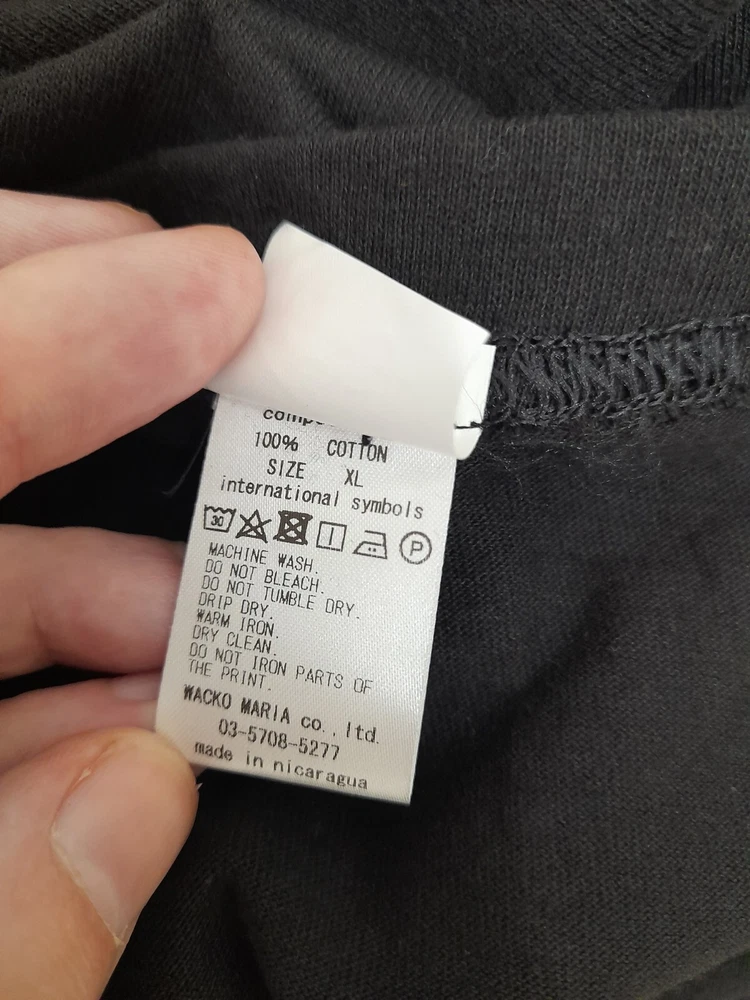 100% COTTON
SIZE XL
international symbols
30 P
MACHINE WASH.
DO NOT BLEACH.
DO NOT TUMBLE DRY.
DRIP DRY.
WARM IRON.
DRY CLEAN.
DO NOT IRON PARTS OF
THE PRINT.
WACKO MARIA co.,ltd.
03-5708-5277
made in nicaragua